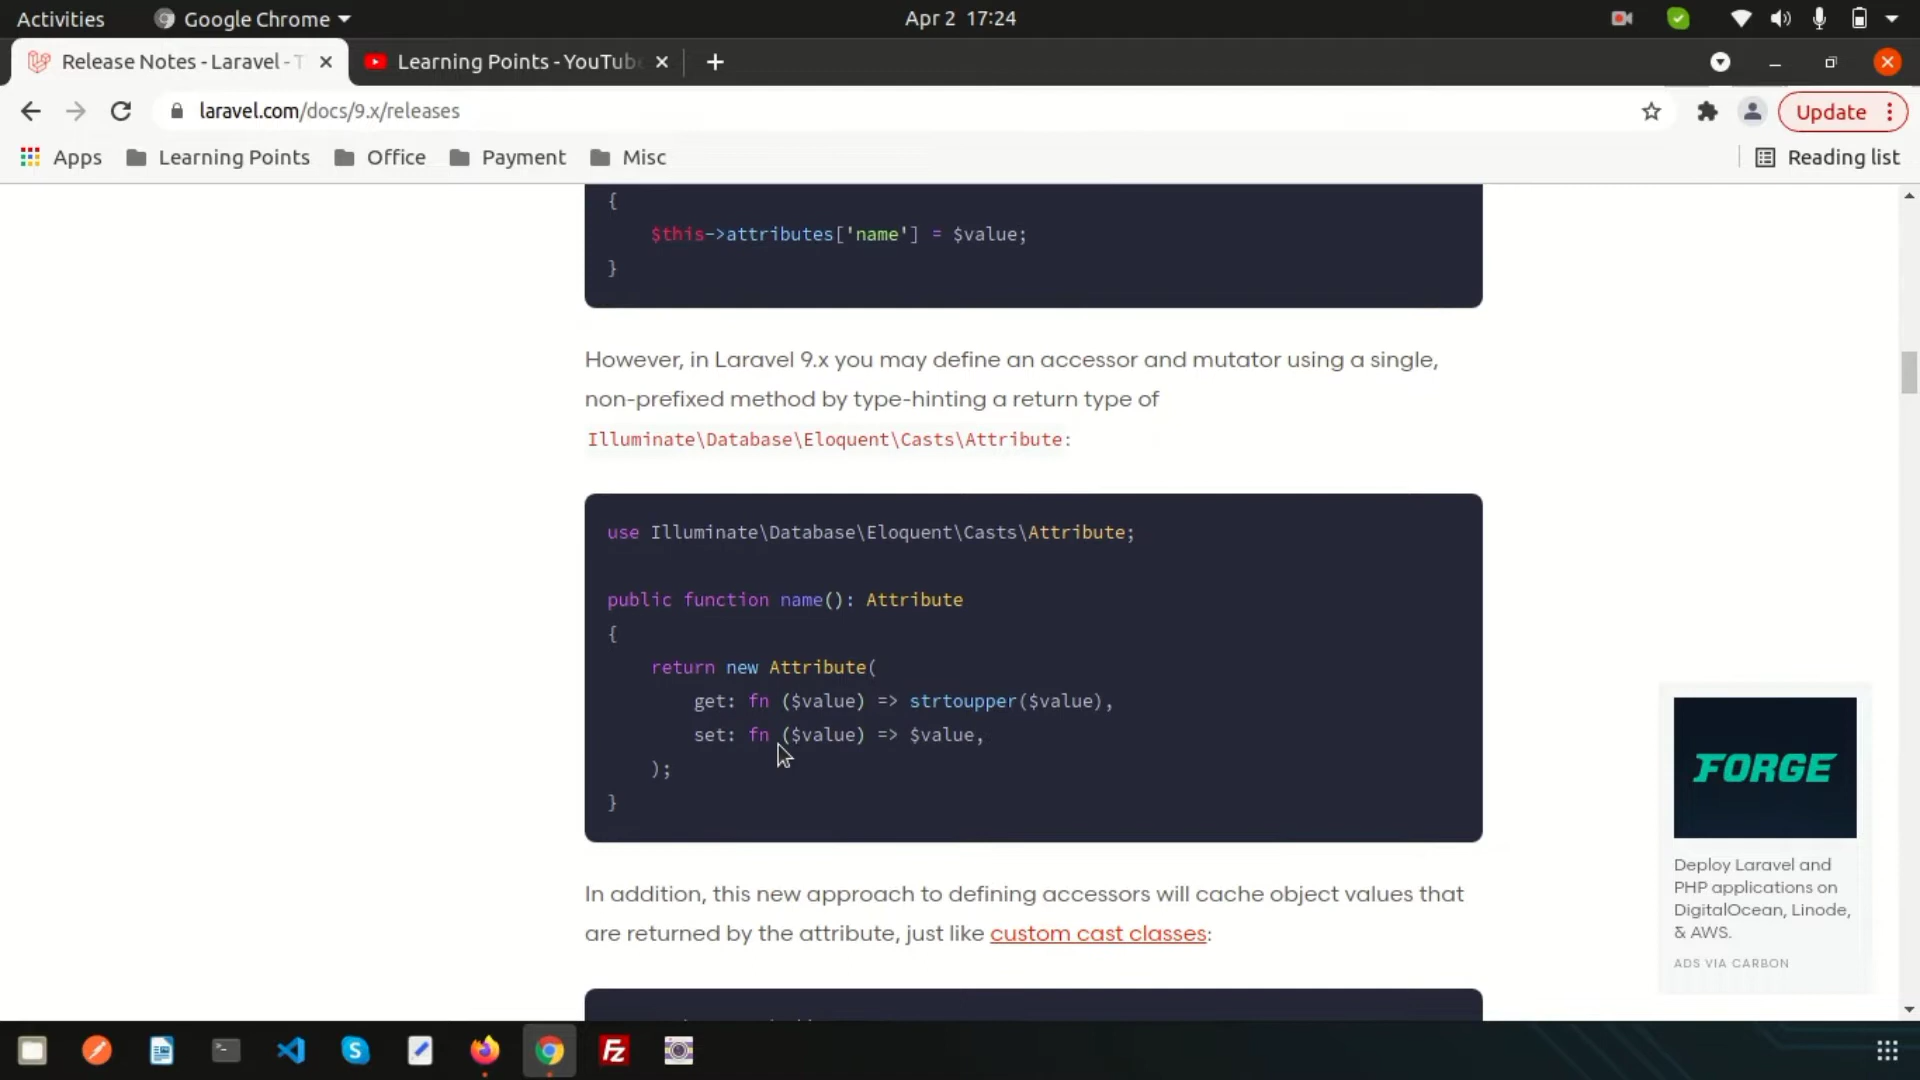 Activities
Google Chrome
Apr 2 17:24
Release Notes - Laravel - T
Learning Points - YouTub
laravel.com/docs/9.x/releases
Update
Apps
Learning Points
Office
Payment
Misc
Reading list
{
$this->attributes['name'] = $value;
}
However, in Laravel 9.x you may define an accessor and mutator using a single,
non-prefixed method by type-hinting a return type of
Illuminate\Database\Eloquent\Casts\Attribute:
use Illuminate\Database\Eloquent\Casts\Attribute;
public function name(): Attribute
{
return new Attribute(
get: fn ($value) => strtoupper($value),
set: fn ($value) => $value,
);
}
In addition, this new approach to defining accessors will cache object values that
are returned by the attribute, just like custom cast classes:
FORGE
Deploy Laravel and
PHP applications on
DigitalOcean, Linode,
& AWS.
ADS VIA CARBON